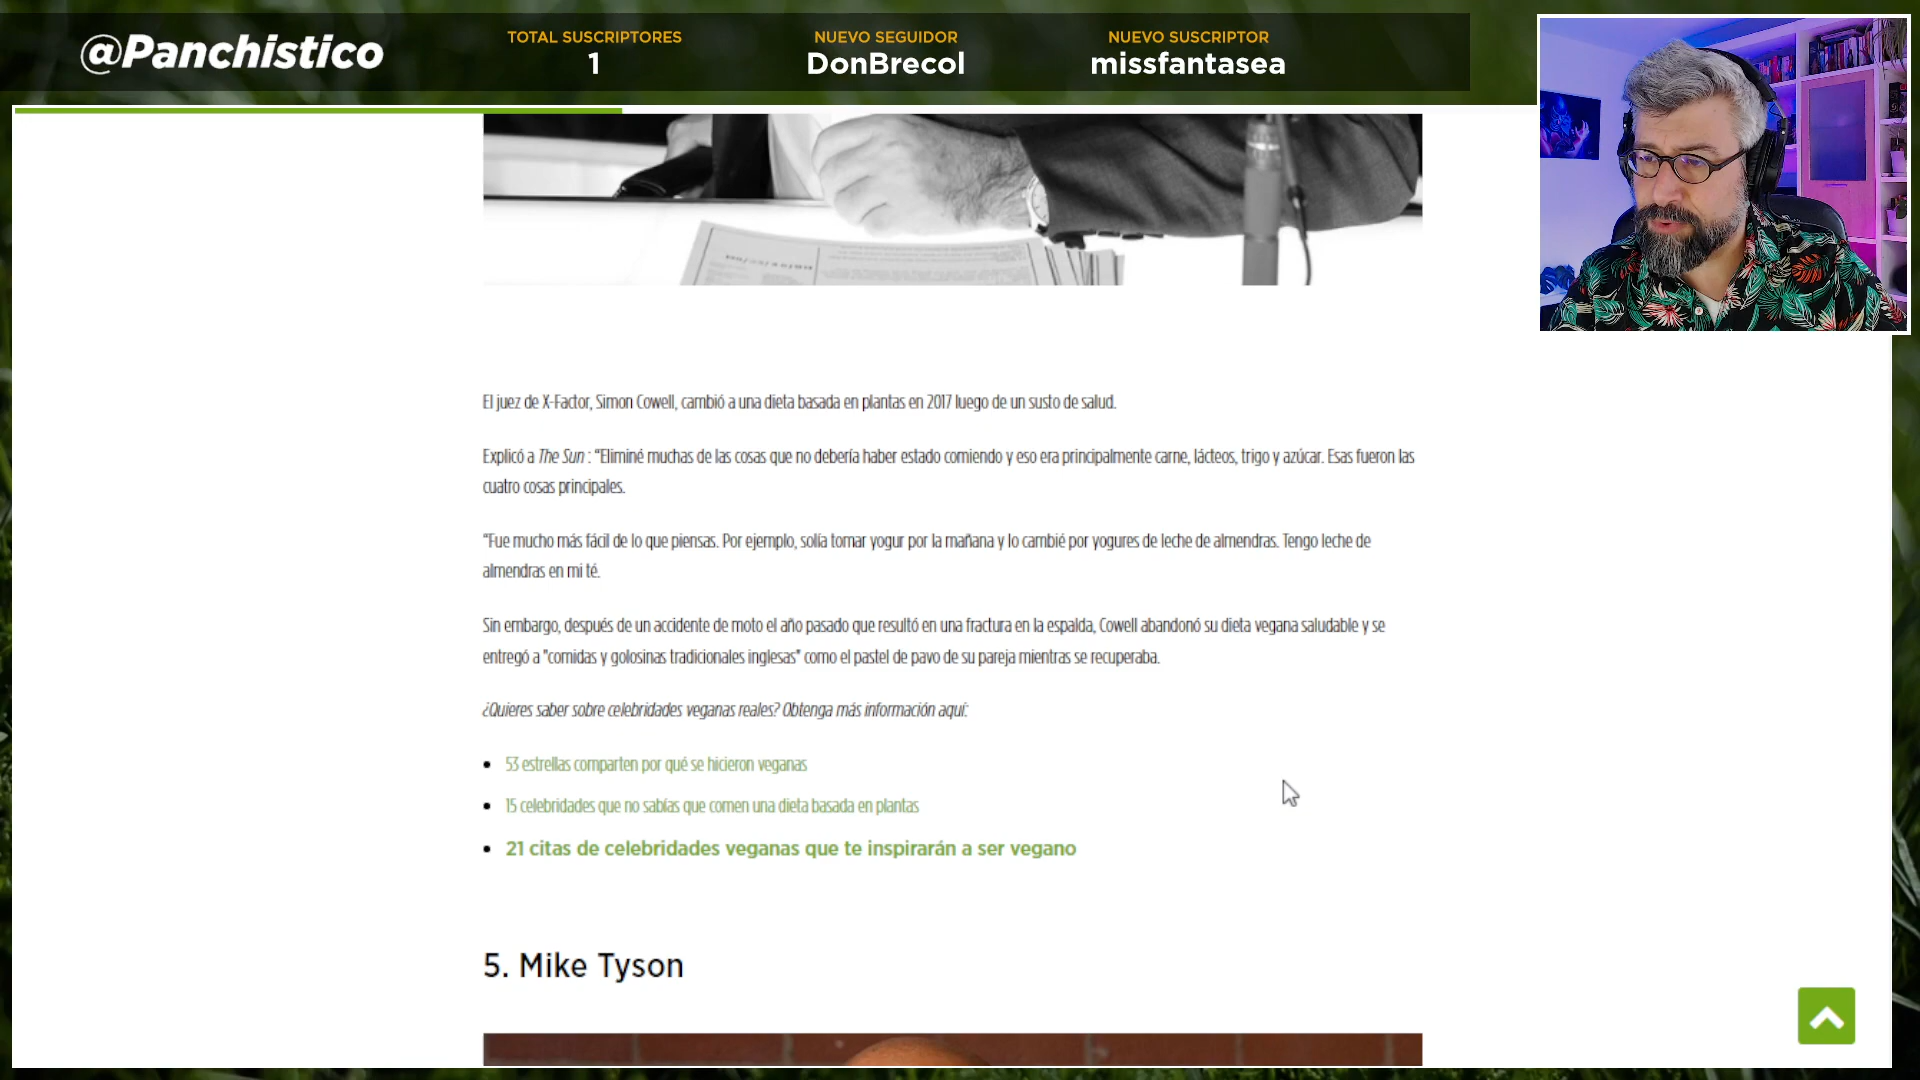 @Panchistico
TOTAL SUSCRIPTORES
1
NUEVO SEGUIDOR
DonBrecol
NUEVO SUSCRIPTOR
missfantasea
El juez de X-Factor, Simon Cowell, cambió a una dieta basada en plantas en 2017 luego de un susto de salud.
Explicó a The Sun : “Eliminé muchas de las cosas que no debería haber estado comiendo y eso era principalmente carne, lácteos, trigo y azúcar. Esas fueron las
cuatro cosas principales.
“Fue mucho más fácil de lo que piensas. Por ejemplo, solía tomar yogur por la mañana y lo cambié por yogures de leche de almendras. Tengo leche de
almendras en mi té.
Sin embargo, después de un accidente de moto el año pasado que resultó en una fractura en la espalda, Cowell abandonó su dieta vegana saludable y se
entregó a "comidas y golosinas tradicionales inglesas" como el pastel de pavo de su pareja mientras se recuperaba.
¿Quieres saber sobre celebridades veganas reales? Obtenga más información aquí:
53 estrellas comparten por qué se hicieron veganas
15 celebridades que no sabías que comen una dieta basada en plantas
21 citas de celebridades veganas que te inspirarán a ser vegano
5. Mike Tyson